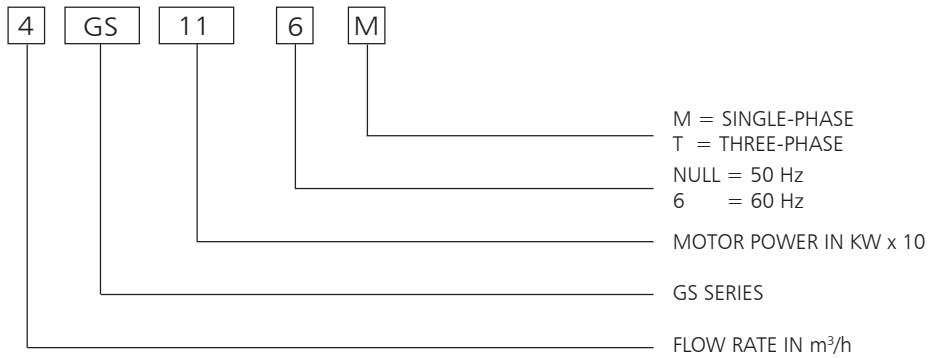 4 GS 11 6 M
M = SINGLE-PHASE
T = THREE-PHASE
NULL = 50 Hz
6 = 60 Hz
MOTOR POWER IN KW x 10
GS SERIES
FLOW RATE IN m³/h